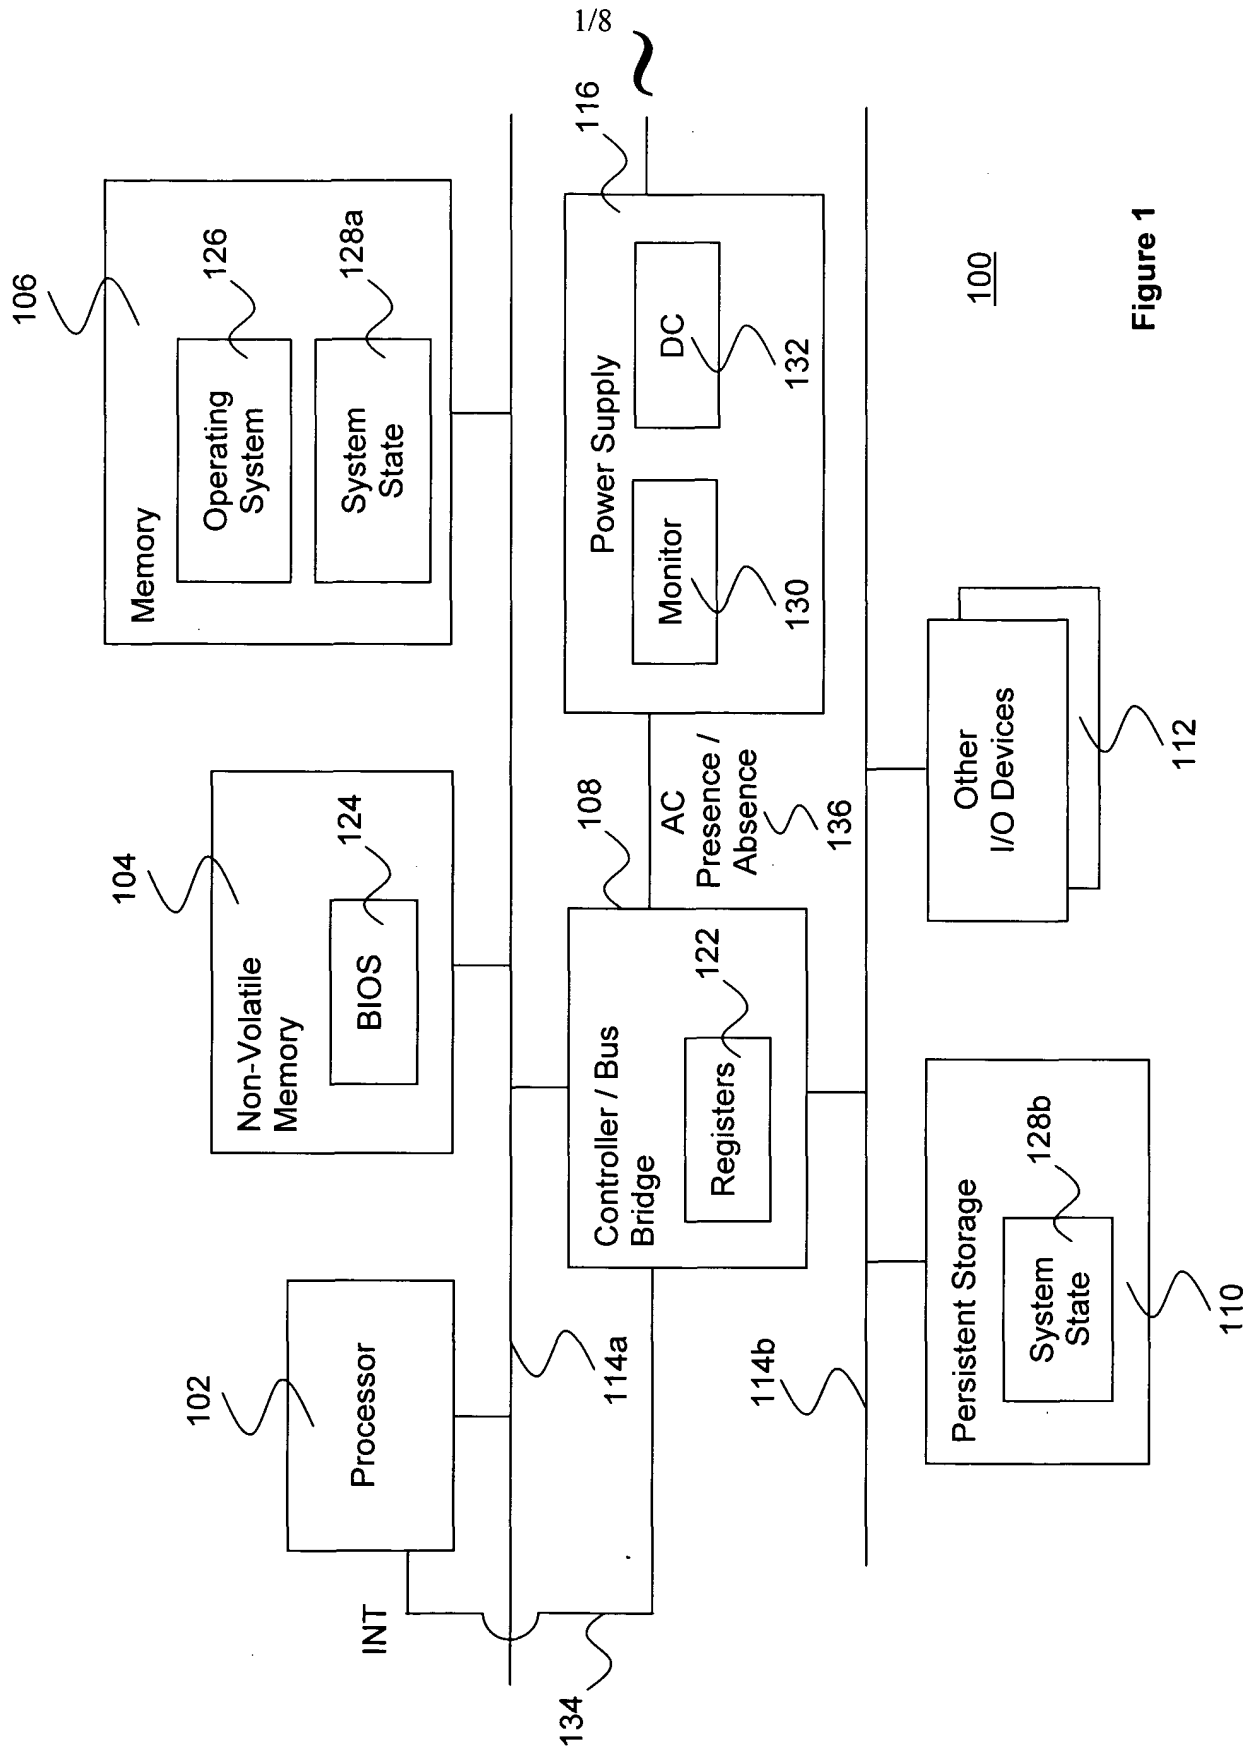 1/8
106
Memory
126
Operating
System
128a
System
State
104
Non-Volatile
Memory
124
BIOS
102
Processor
INT
114a
134
108
Controller / Bus
Bridge
122
Registers
AC
Presence /
Absence
136
116
Power Supply
Monitor
130
DC
132
114b
Persistent Storage
128b
System
State
110
Other
I/O Devices
112
100
Figure 1